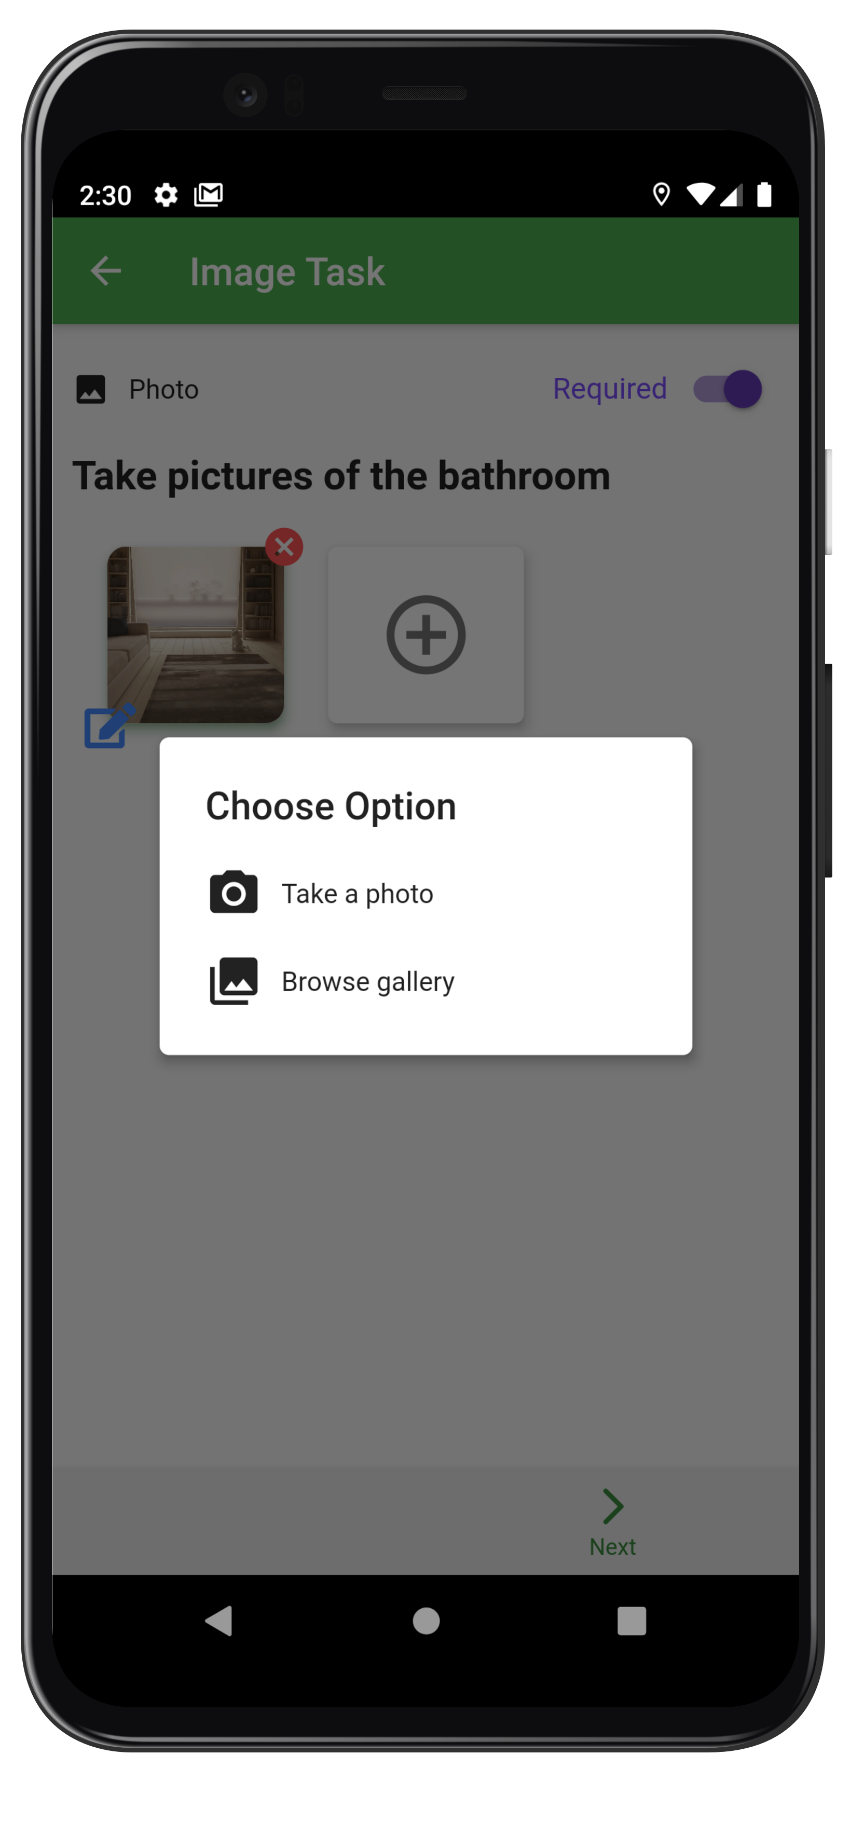 2:30
Image Task
Photo Required
Take pictures of the bathroom
Choose Option
Take a photo
Browse gallery
Next